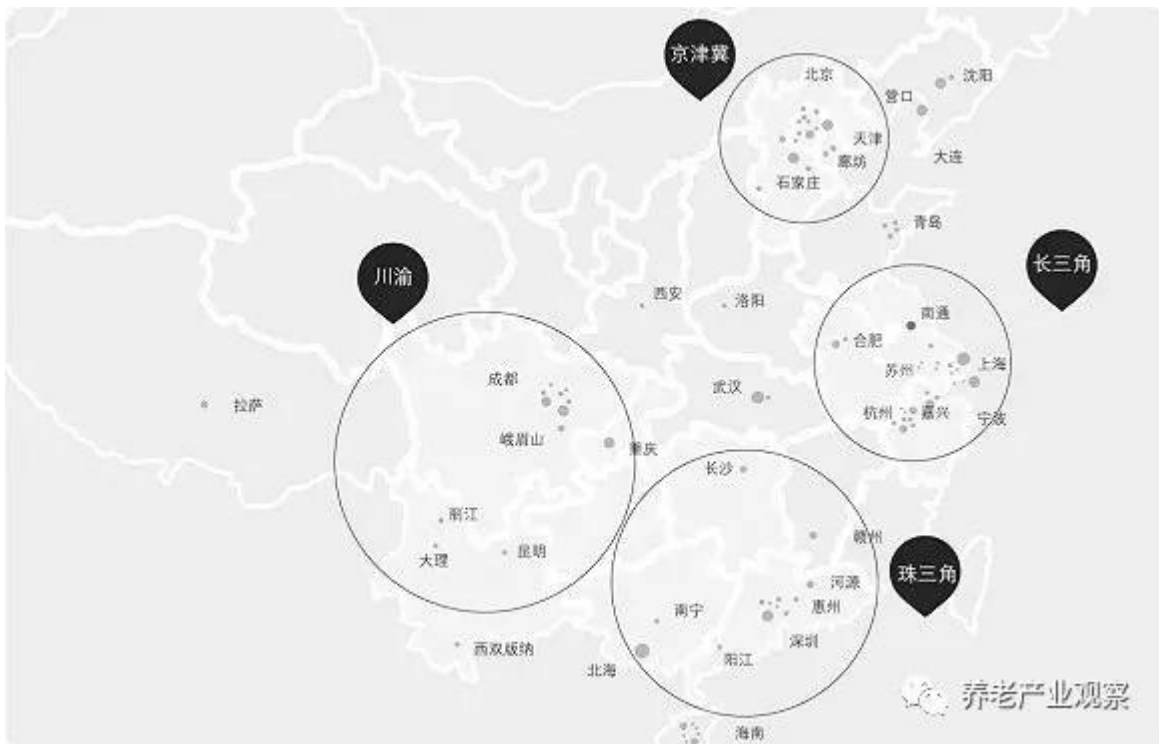 京津冀
北京
沈阳
营口
天津
大连
廊坊
石家庄
青岛
长三角
川渝
西安
洛阳
南通
合肥
上海
苏州
成都
武汉
拉萨
杭州
嘉兴
宁波
峨眉山
重庆
长沙
丽江
赣州
昆明
大理
珠三角
河源
南宁
惠州
深圳
西双版纳
阳江
北海
养老产业观察
海南